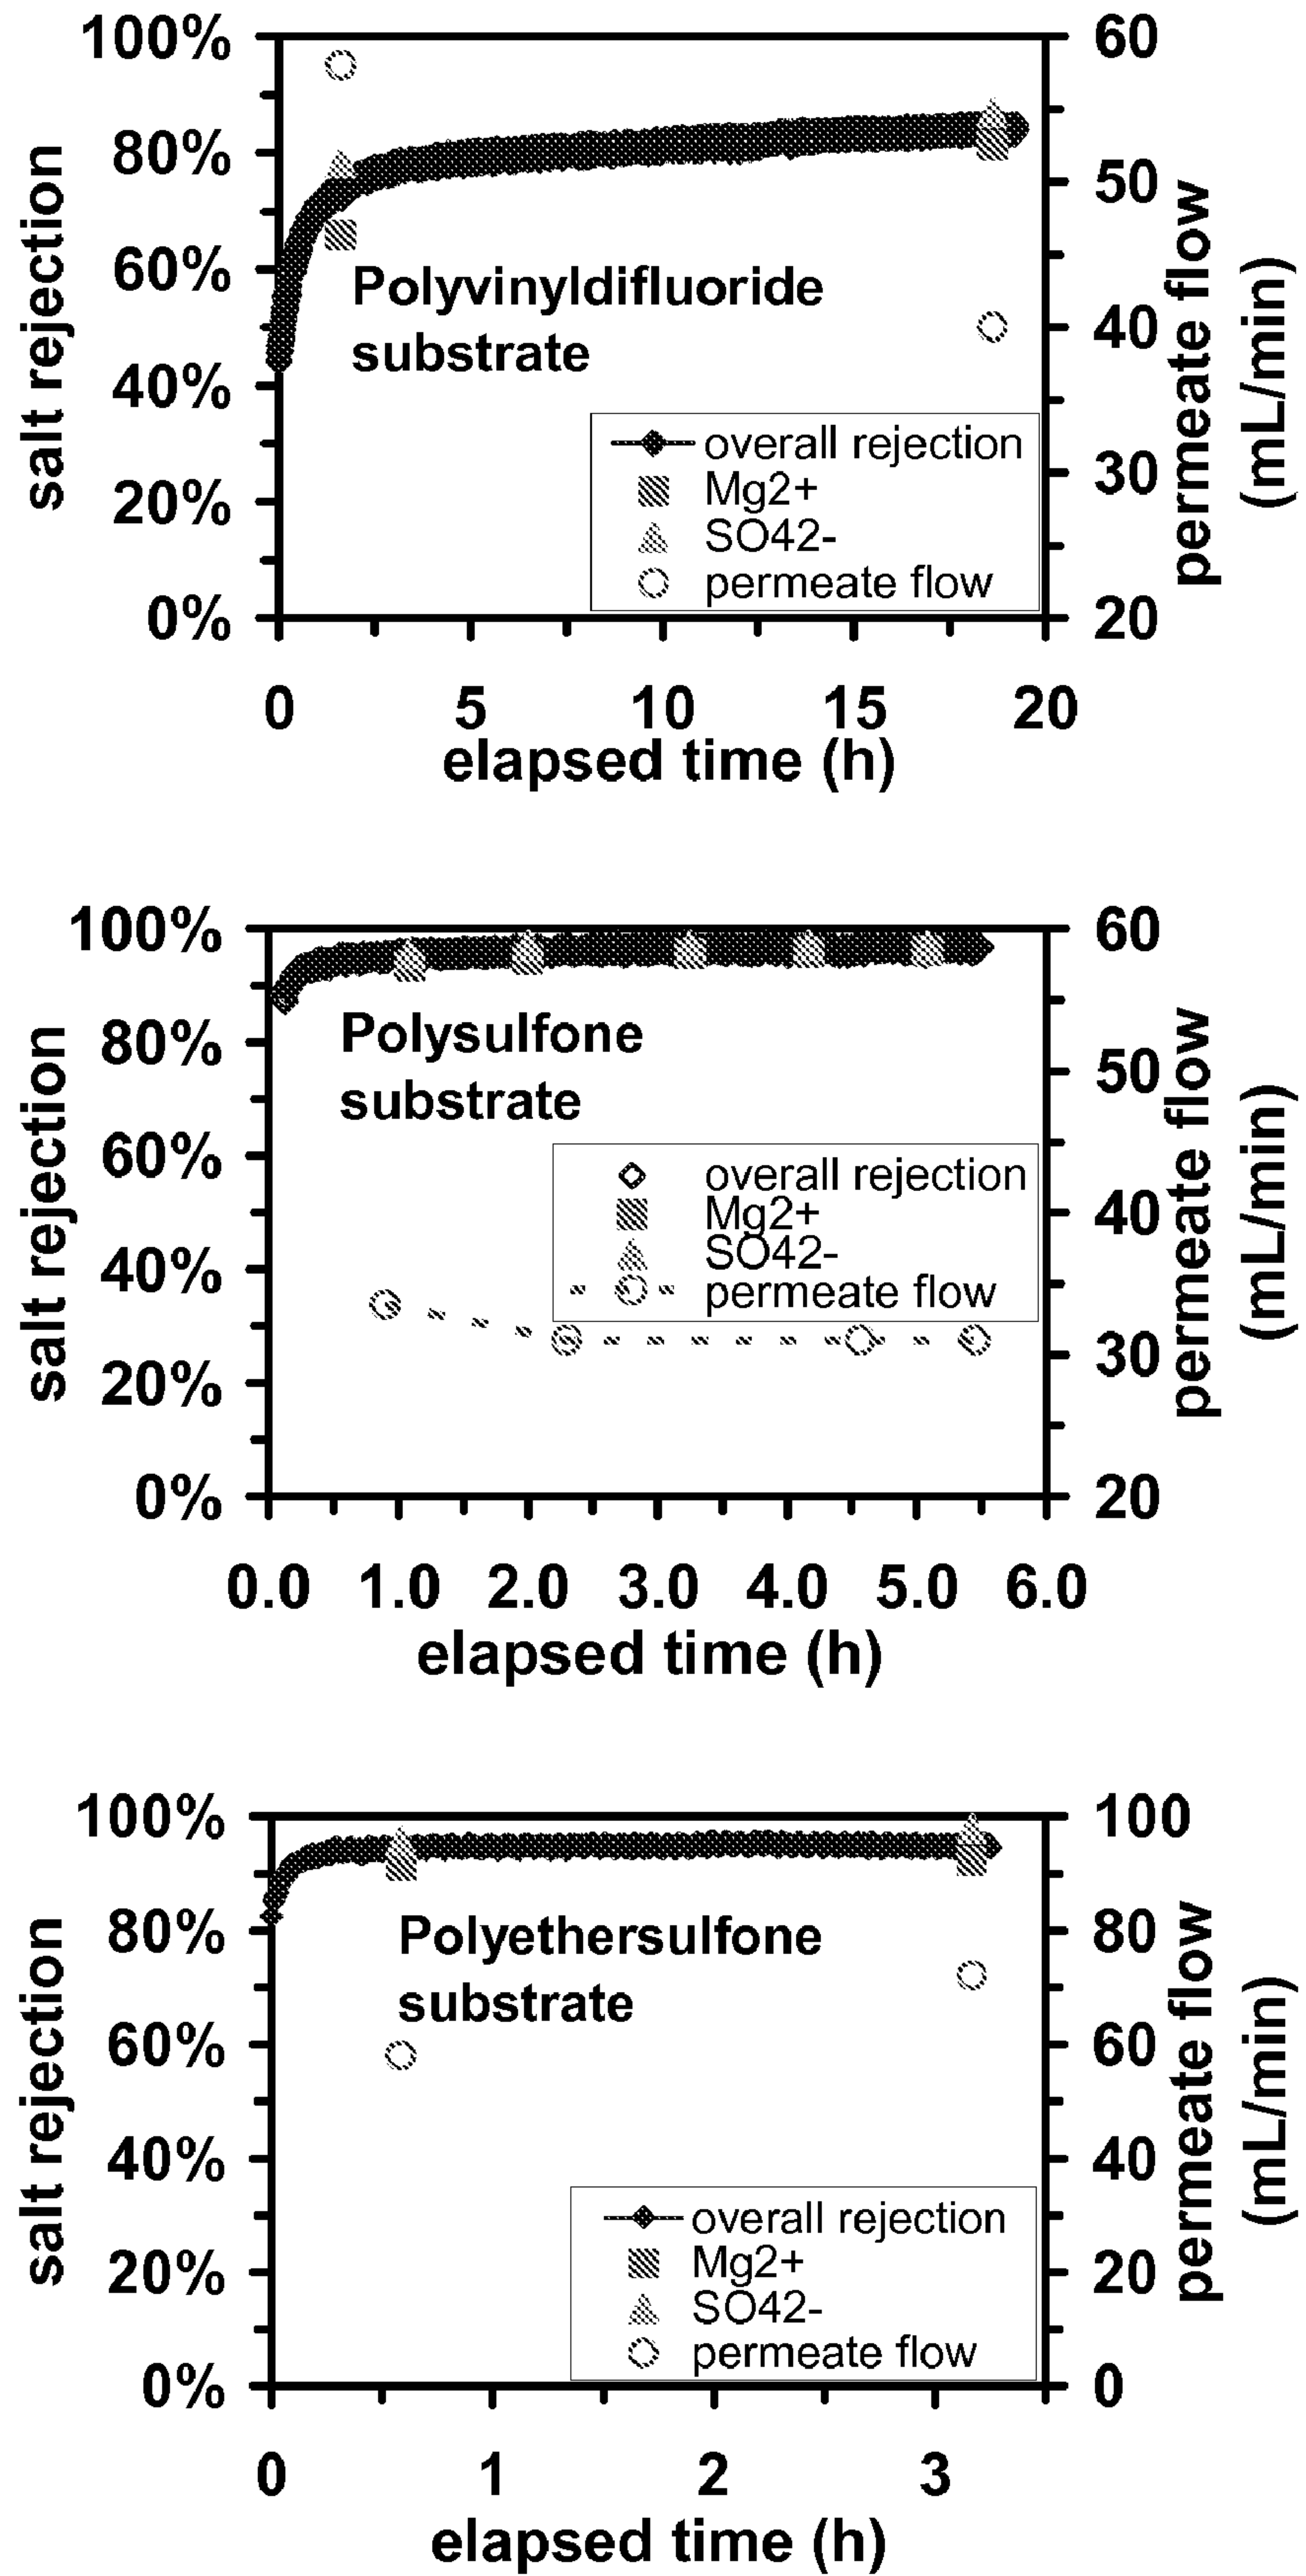 100%
80%
60%
40%
20%
0%
salt rejection
60
50
40
30
20
permeate flow
(mL/min)
Polyvinyldifluoride
substrate
overall rejection
Mg2+
SO42-
permeate flow
0 5 10 15 20
elapsed time (h)
100%
80%
60%
40%
20%
0%
salt rejection
60
50
40
30
20
permeate flow
(mL/min)
Polysulfone
substrate
overall rejection
Mg2+
SO42-
permeate flow
0.0 1.0 2.0 3.0 4.0 5.0 6.0
elapsed time (h)
100%
80%
60%
40%
20%
0%
salt rejection
100
80
60
40
20
0
permeate flow
(mL/min)
Polyethersulfone
substrate
overall rejection
Mg2+
SO42-
permeate flow
0 1 2 3
elapsed time (h)